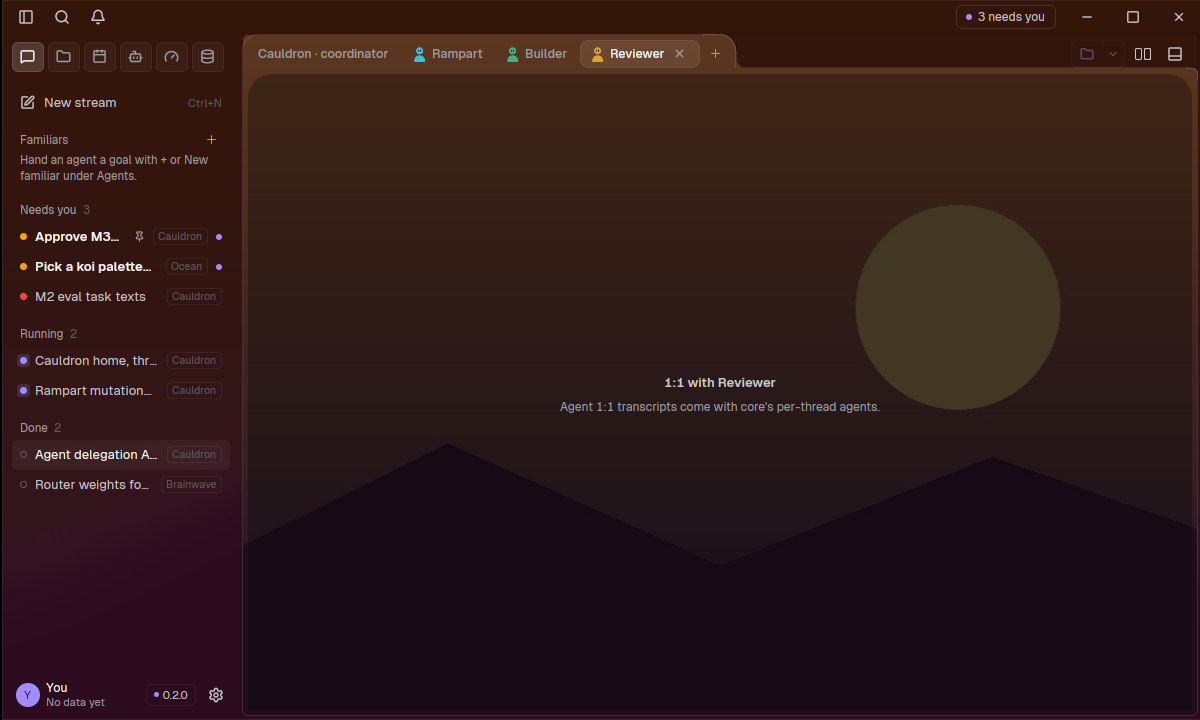 3 needs you
Cauldron · coordinator
Rampart
Builder
Reviewer
New stream
Ctrl+N
Familiars
Hand an agent a goal with + or New
familiar under Agents.
Needs you 3
Approve M3… Cauldron
Pick a koi palette… Ocean
M2 eval task texts Cauldron
Running 2
Cauldron home, thr… Cauldron
Rampart mutation… Cauldron
Done 2
Agent delegation A… Cauldron
Router weights fo… Brainwave
1:1 with Reviewer
Agent 1:1 transcripts come with core's per-thread agents.
Y
You
No data yet
0.2.0